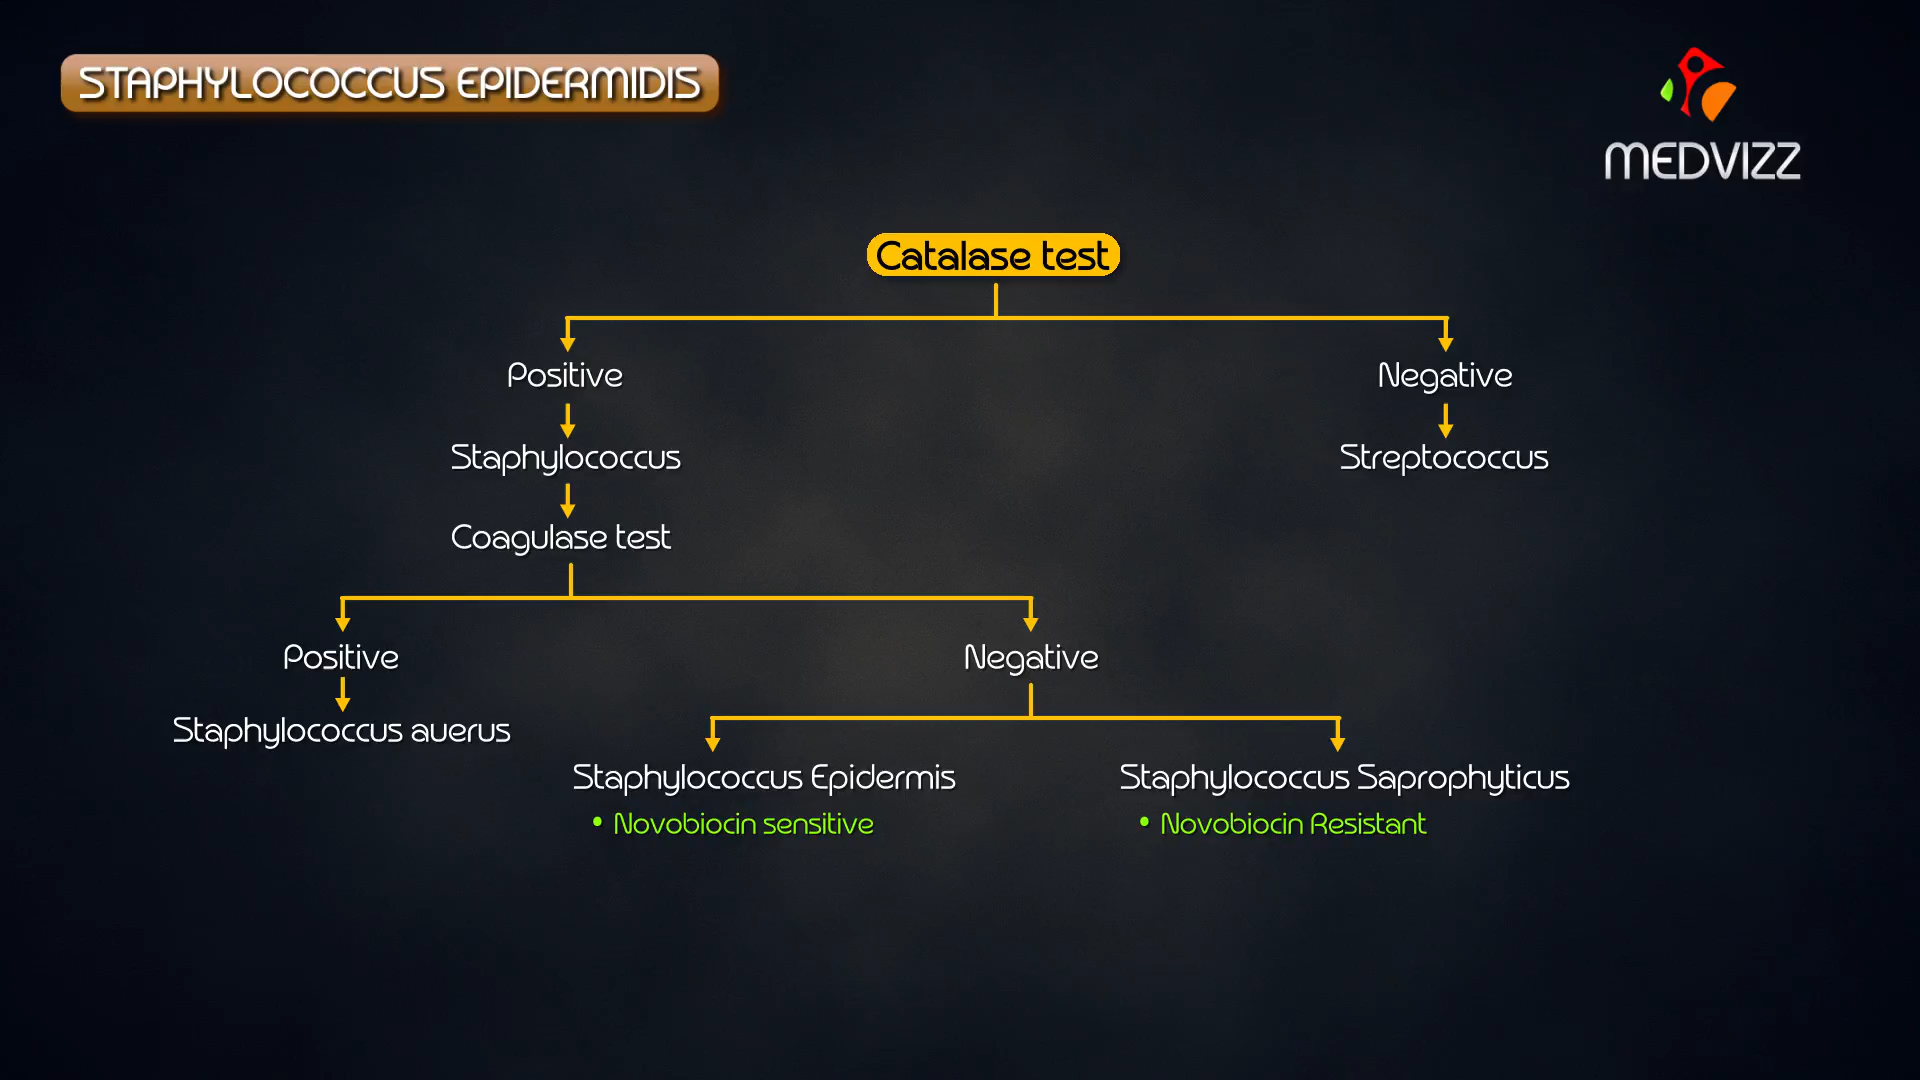 STAPHYLOCOCCUS EPIDERMIDIS
MEDVIZZ
Catalase test
Positive
Negative
Staphylococcus
Streptococcus
Coagulase test
Positive
Negative
Staphylococcus auerus
Staphylococcus Epidermis
Staphylococcus Saprophyticus
• Novobiocin sensitive
• Novobiocin Resistant